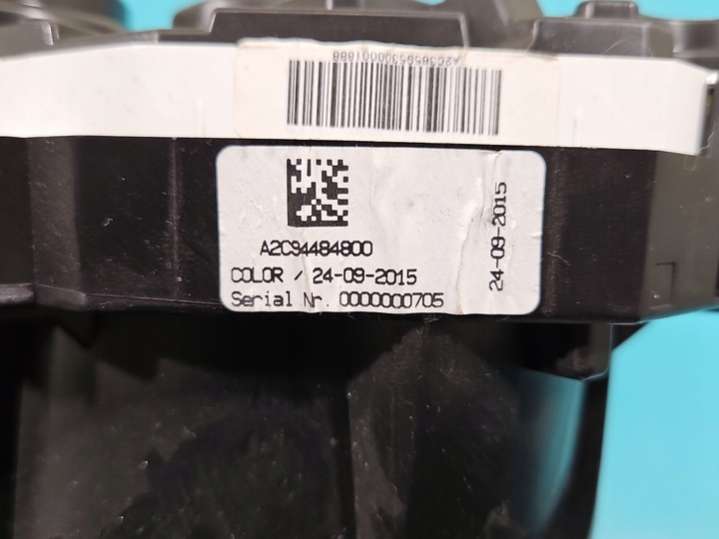 A2C94484800
COLOR / 24-09-2015
Serial Nr. 0000000705
24-09-2015